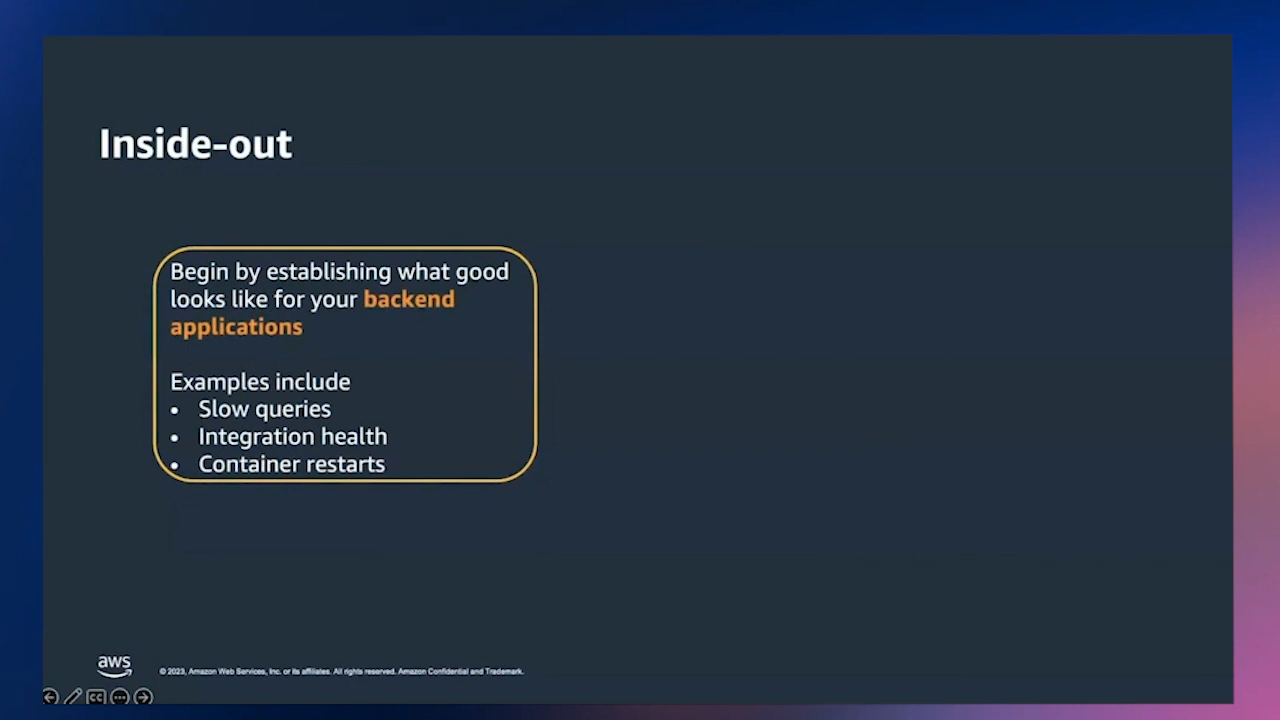 Inside-out
Begin by establishing what good
looks like for your backend
applications
Examples include
• Slow queries
• Integration health
• Container restarts
aws
© 2023, Amazon Web Services, Inc. or its affiliates. All rights reserved. Amazon Confidential and Trademark.
CC